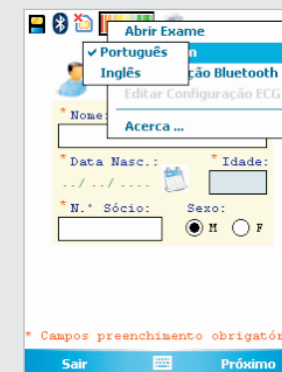 Abrir Exame
Português
Inglês
ção Bluetooth
Editar Configuração ECG
Acerca ...
* Nome:
* Data Nasc.: * Idade:
../../....
* N.º Sócio: Sexo:
M F
* Campos preenchimento obrigatór
Sair Próximo